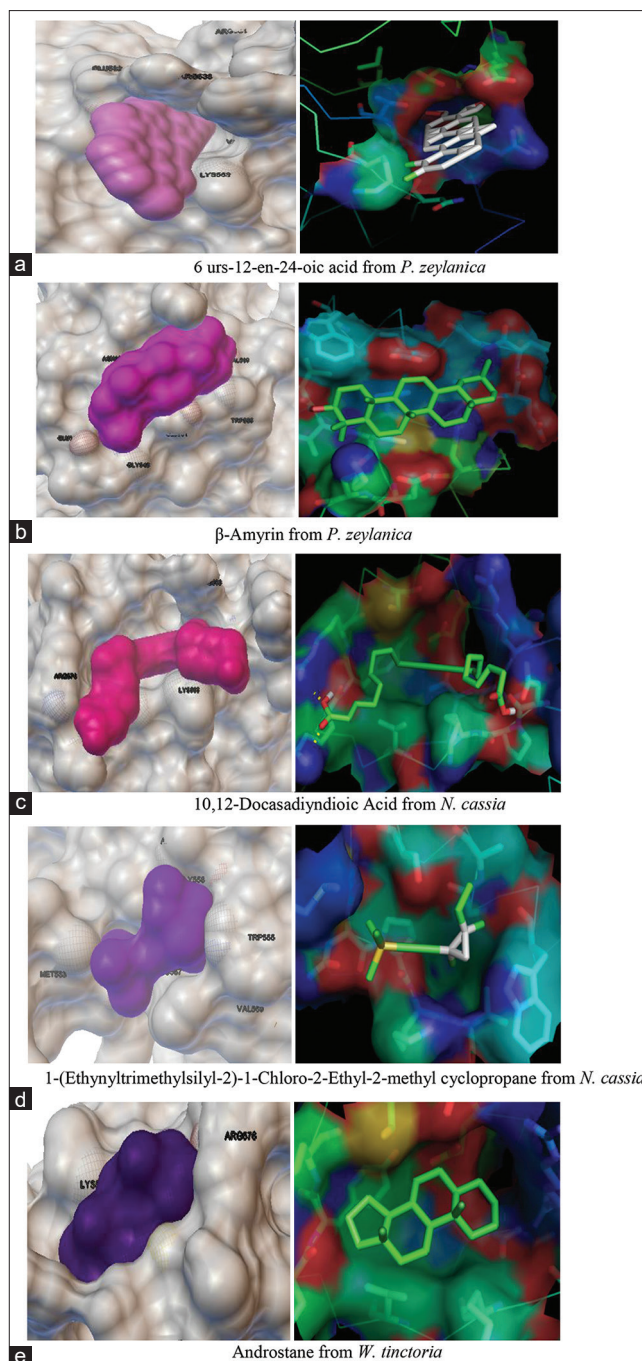 a
LYS569
6 urs-12-en-24-oic acid from P. zeylanica
TRP555
GLY549
b
β-Amyrin from P. zeylanica
ARG576
c
10,12-Docasadiyndioic Acid from N. cassia
TRP555
MET553
VAL559
1-(Ethynyltrimethylsilyl-2)-1-Chloro-2-Ethyl-2-methyl cyclopropane from N. cassia
d
ARG576
e
Androstane from W. tinctoria